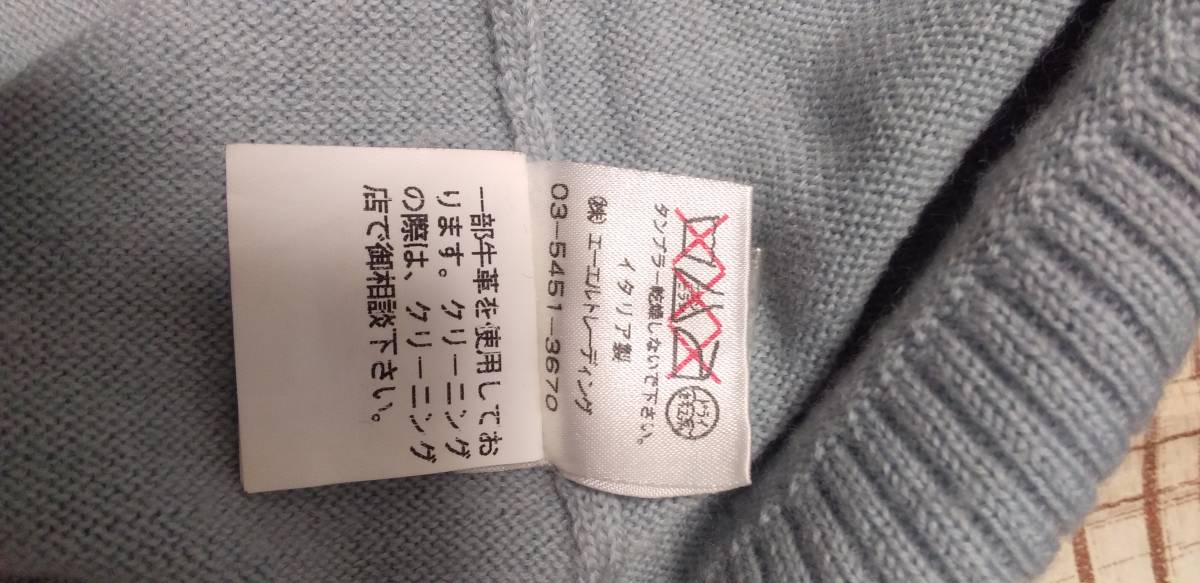 タンブラー乾燥しないで下さい。
イタリア製
㈱ エーエルトレーディング
03-5451-3670
一部牛革を使用してお
ります。クリーニング
の際は、クリーニング
店で御相談下さい。